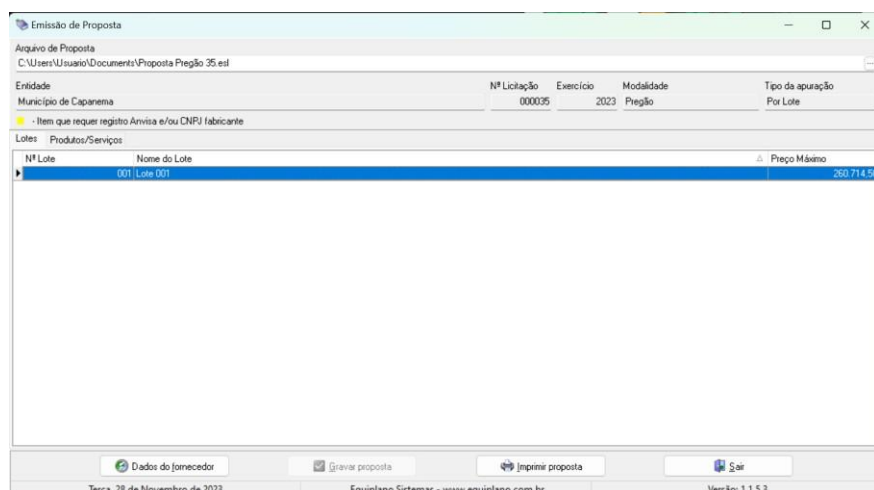 Emissão de Proposta
Arquivo de Proposta
C:\Users\Usuario\Documents\Proposta Pregão 35.esl
Entidade Nº Licitação Exercício Modalidade Tipo da apuração
Município de Capanema 000035 2023 Pregão Por Lote
- Item que requer registro Anvisa e/ou CNPJ fabricante
Lotes Produtos/Serviços
Nº Lote Nome do Lote Preço Máximo
001 Lote 001 260.714,5
Dados do fornecedor Gravar proposta Imprimir proposta Sair
Terça, 28 de Novembro de 2023 Equiplano Sistemas - www.equiplano.com.br Versão: 1.1.5.3